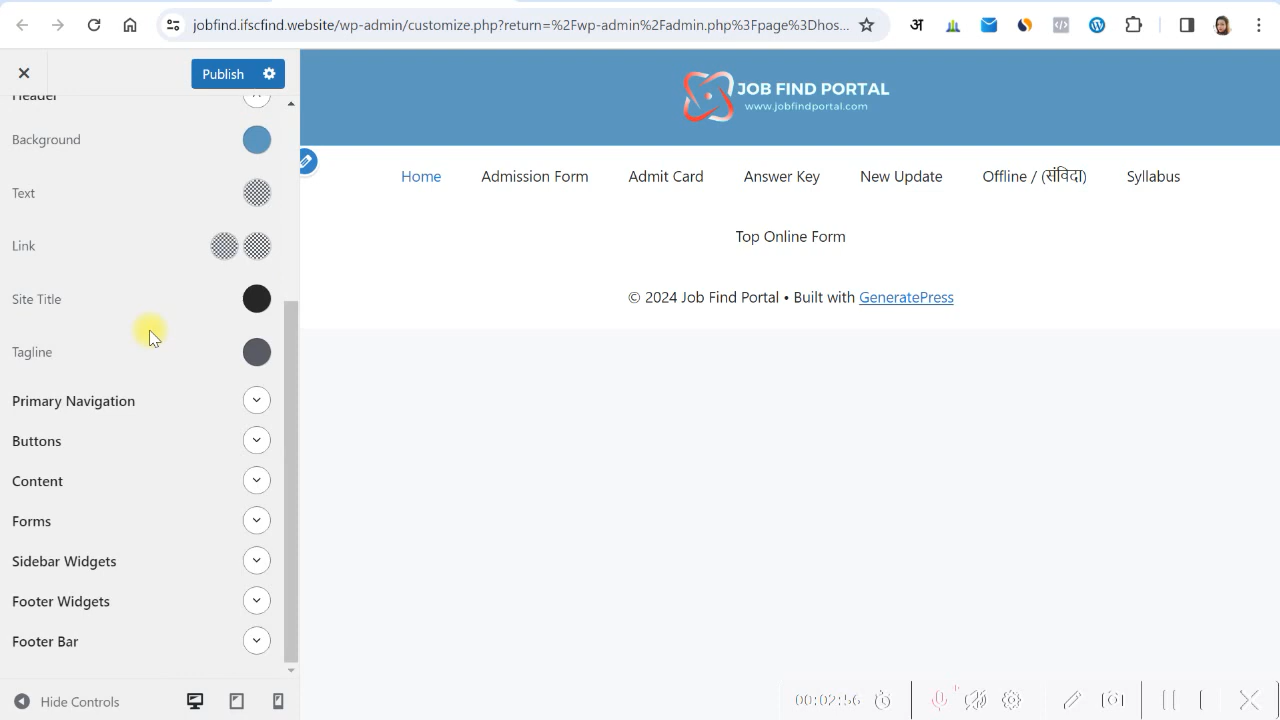 jobfind.ifscfind.website/wp-admin/customize.php?return=%2Fwp-admin%2Fadmin.php%3Fpage%3Dhos...
अ
Publish
Header
Background
Text
Link
Site Title
Tagline
Primary Navigation
Buttons
Content
Forms
Sidebar Widgets
Footer Widgets
Footer Bar
Hide Controls
JOB FIND PORTAL
www.jobfindportal.com
Home Admission Form Admit Card Answer Key New Update Offline / (संविदा) Syllabus
Top Online Form
© 2024 Job Find Portal • Built with GeneratePress
00:02:56